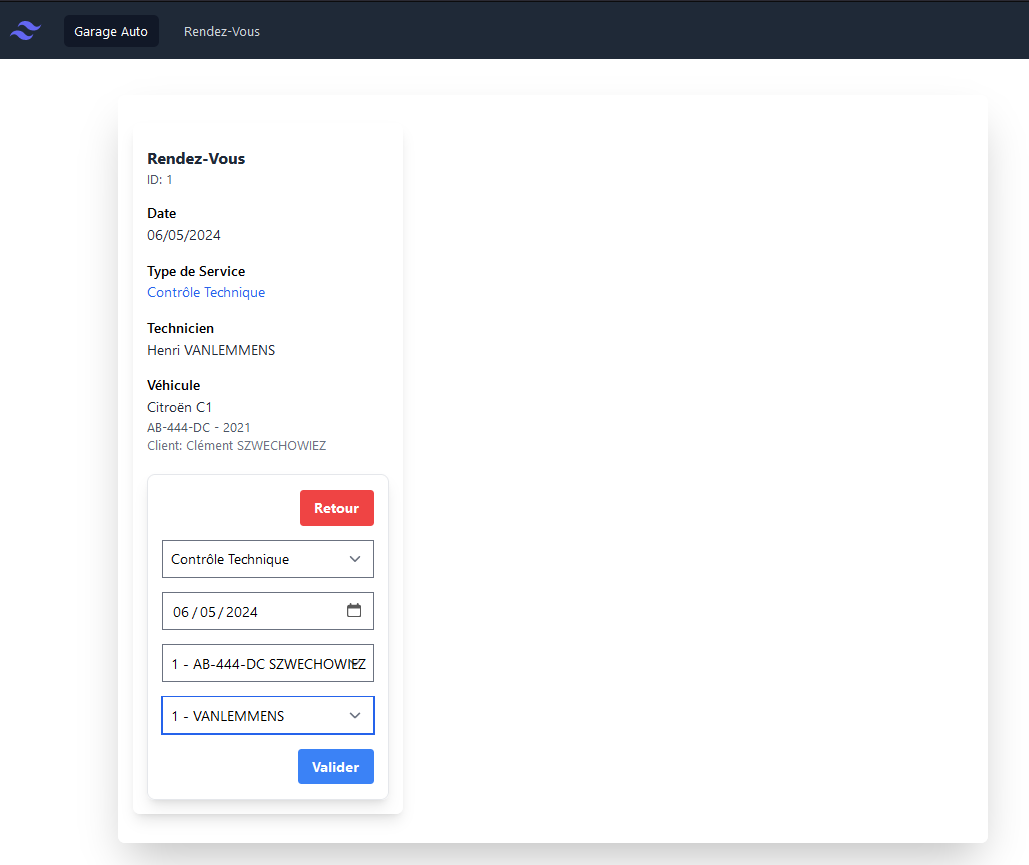 Garage Auto Rendez-Vous
Rendez-Vous
ID: 1
Date
06/05/2024
Type de Service
Contrôle Technique
Technicien
Henri VANLEMMENS
Véhicule
Citroën C1
AB-444-DC - 2021
Client: Clément SZWECHOWIEZ
Retour
Contrôle Technique
06/05/2024
1 - AB-444-DC SZWECHOWIEZ
1 - VANLEMMENS
Valider